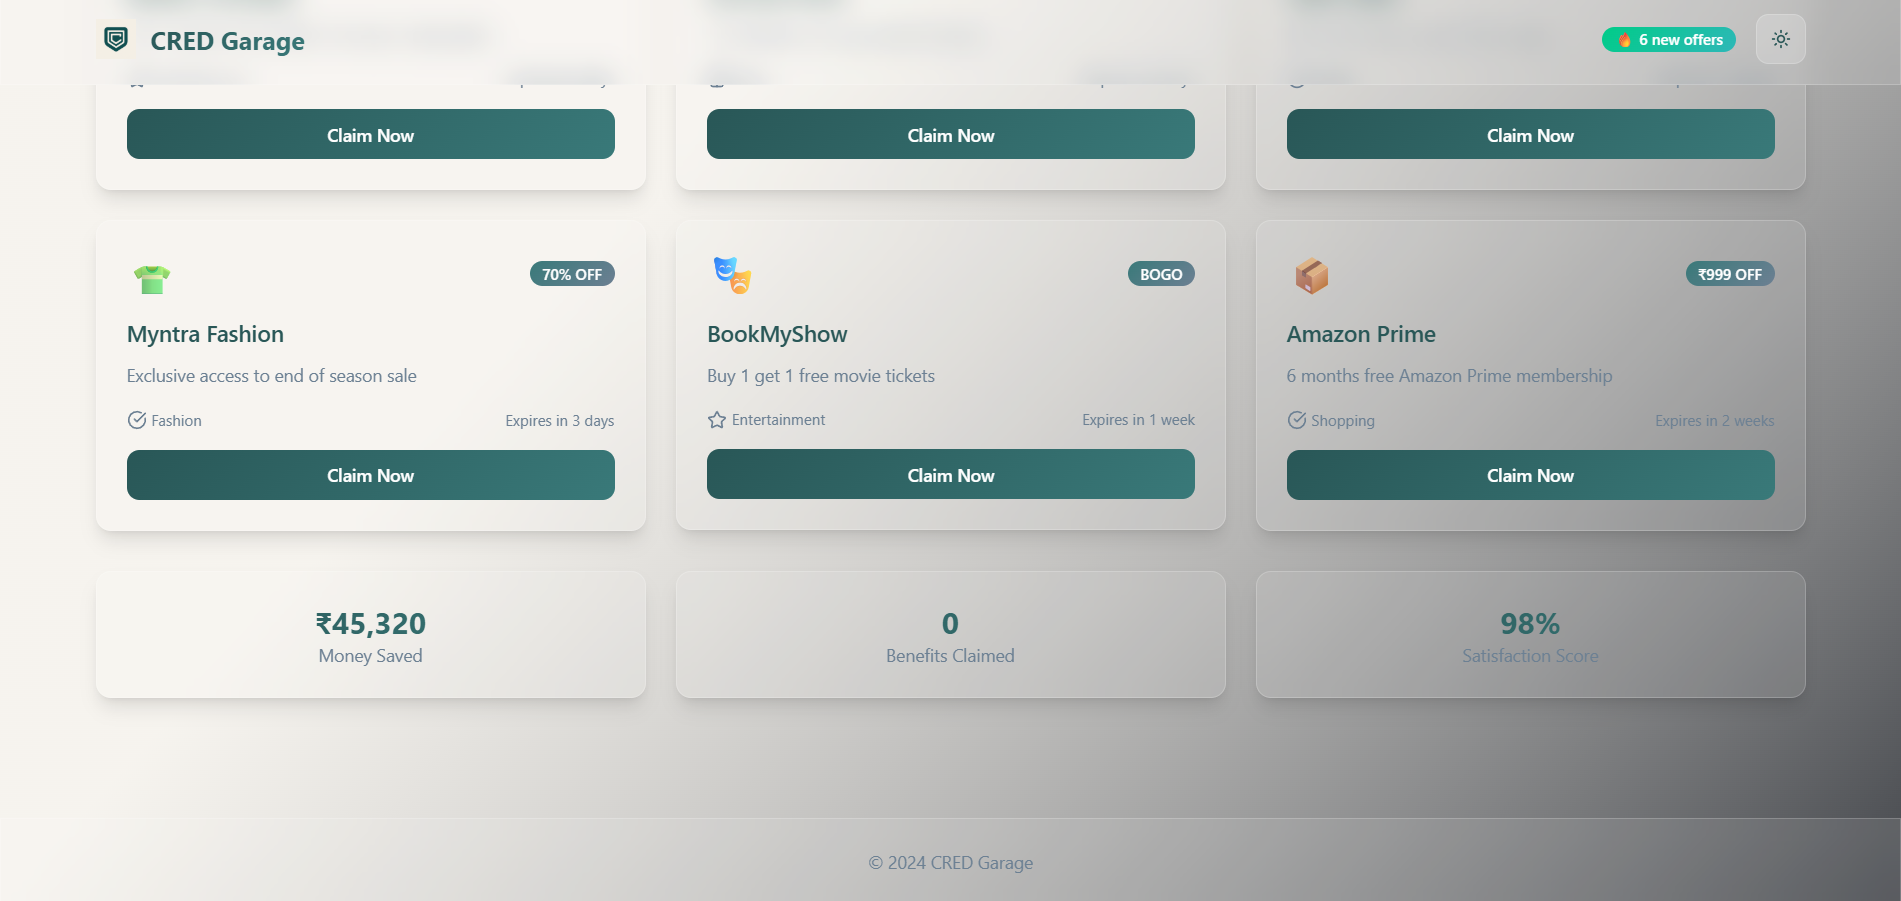 CRED Garage
6 new offers
Claim Now
Claim Now
Claim Now
70% OFF
Myntra Fashion
Exclusive access to end of season sale
Fashion
Expires in 3 days
Claim Now
BOGO
BookMyShow
Buy 1 get 1 free movie tickets
Entertainment
Expires in 1 week
Claim Now
₹999 OFF
Amazon Prime
6 months free Amazon Prime membership
Shopping
Expires in 2 weeks
Claim Now
₹45,320
Money Saved
0
Benefits Claimed
98%
Satisfaction Score
© 2024 CRED Garage